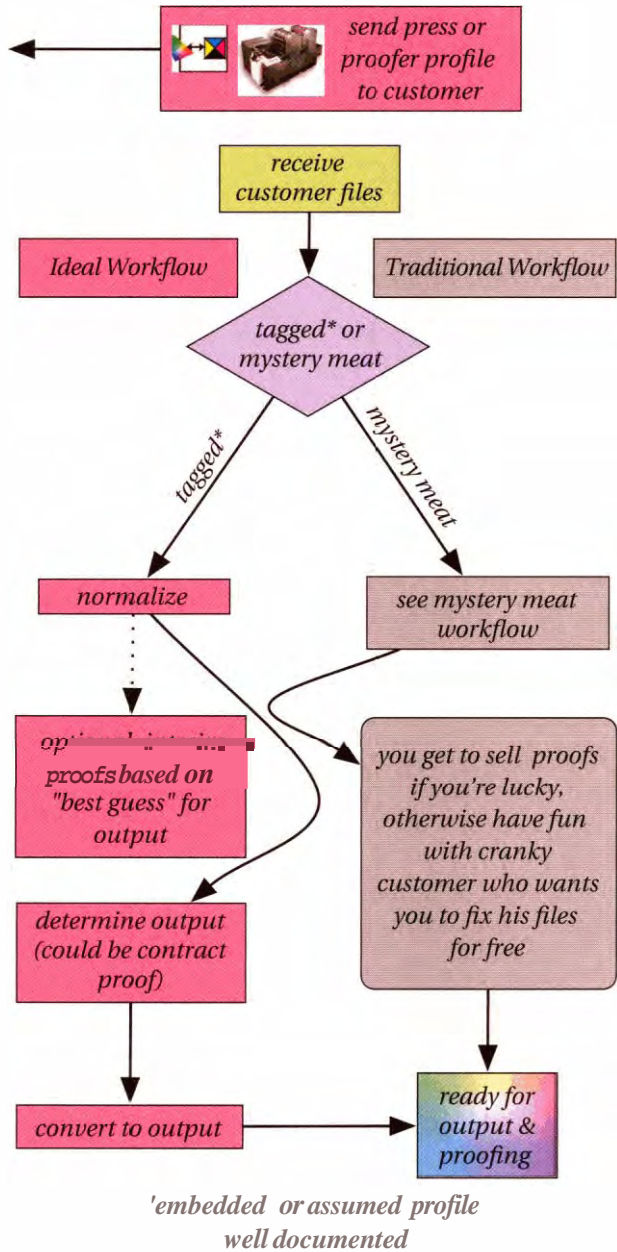 send press or
proofer profile
to customer
receive
customer files
Ideal Workflow
Traditional Workflow
tagged* or
mystery meat
tagged*
mystery meat
normalize
see mystery meat
workflow
proofs based on
"best guess" for
output
you get to sell proofs
if you're lucky,
otherwise have fun
with cranky
customer who wants
you to fix his files
for free
determine output
(could be contract
proof)
convert to output
ready for
output &
proofing
'embedded or assumed profile
well documented